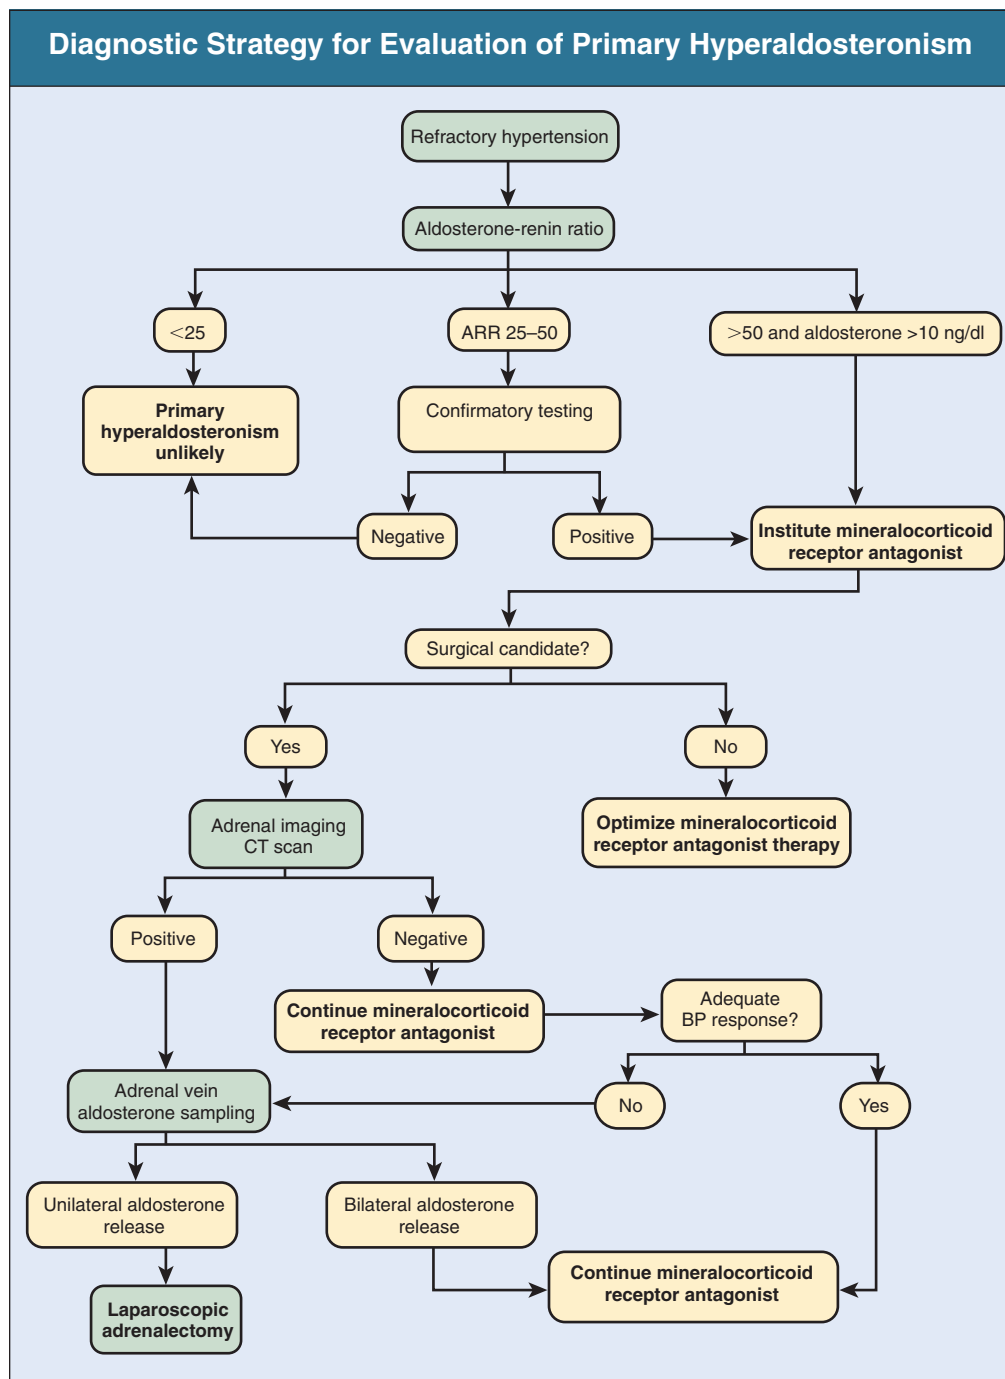 Diagnostic Strategy for Evaluation of Primary Hyperaldosteronism
Refractory hypertension
Aldosterone-renin ratio
<25
ARR 25–50
>50 and aldosterone >10 ng/dl
Primary
hyperaldosteronism
unlikely
Confirmatory testing
Negative
Positive
Institute mineralocorticoid
receptor antagonist
Surgical candidate?
Yes
No
Adrenal imaging
CT scan
Optimize mineralocorticoid
receptor antagonist therapy
Positive
Negative
Continue mineralocorticoid
receptor antagonist
Adequate
BP response?
Adrenal vein
aldosterone sampling
No
Yes
Unilateral aldosterone
release
Bilateral aldosterone
release
Continue mineralocorticoid
receptor antagonist
Laparoscopic
adrenalectomy